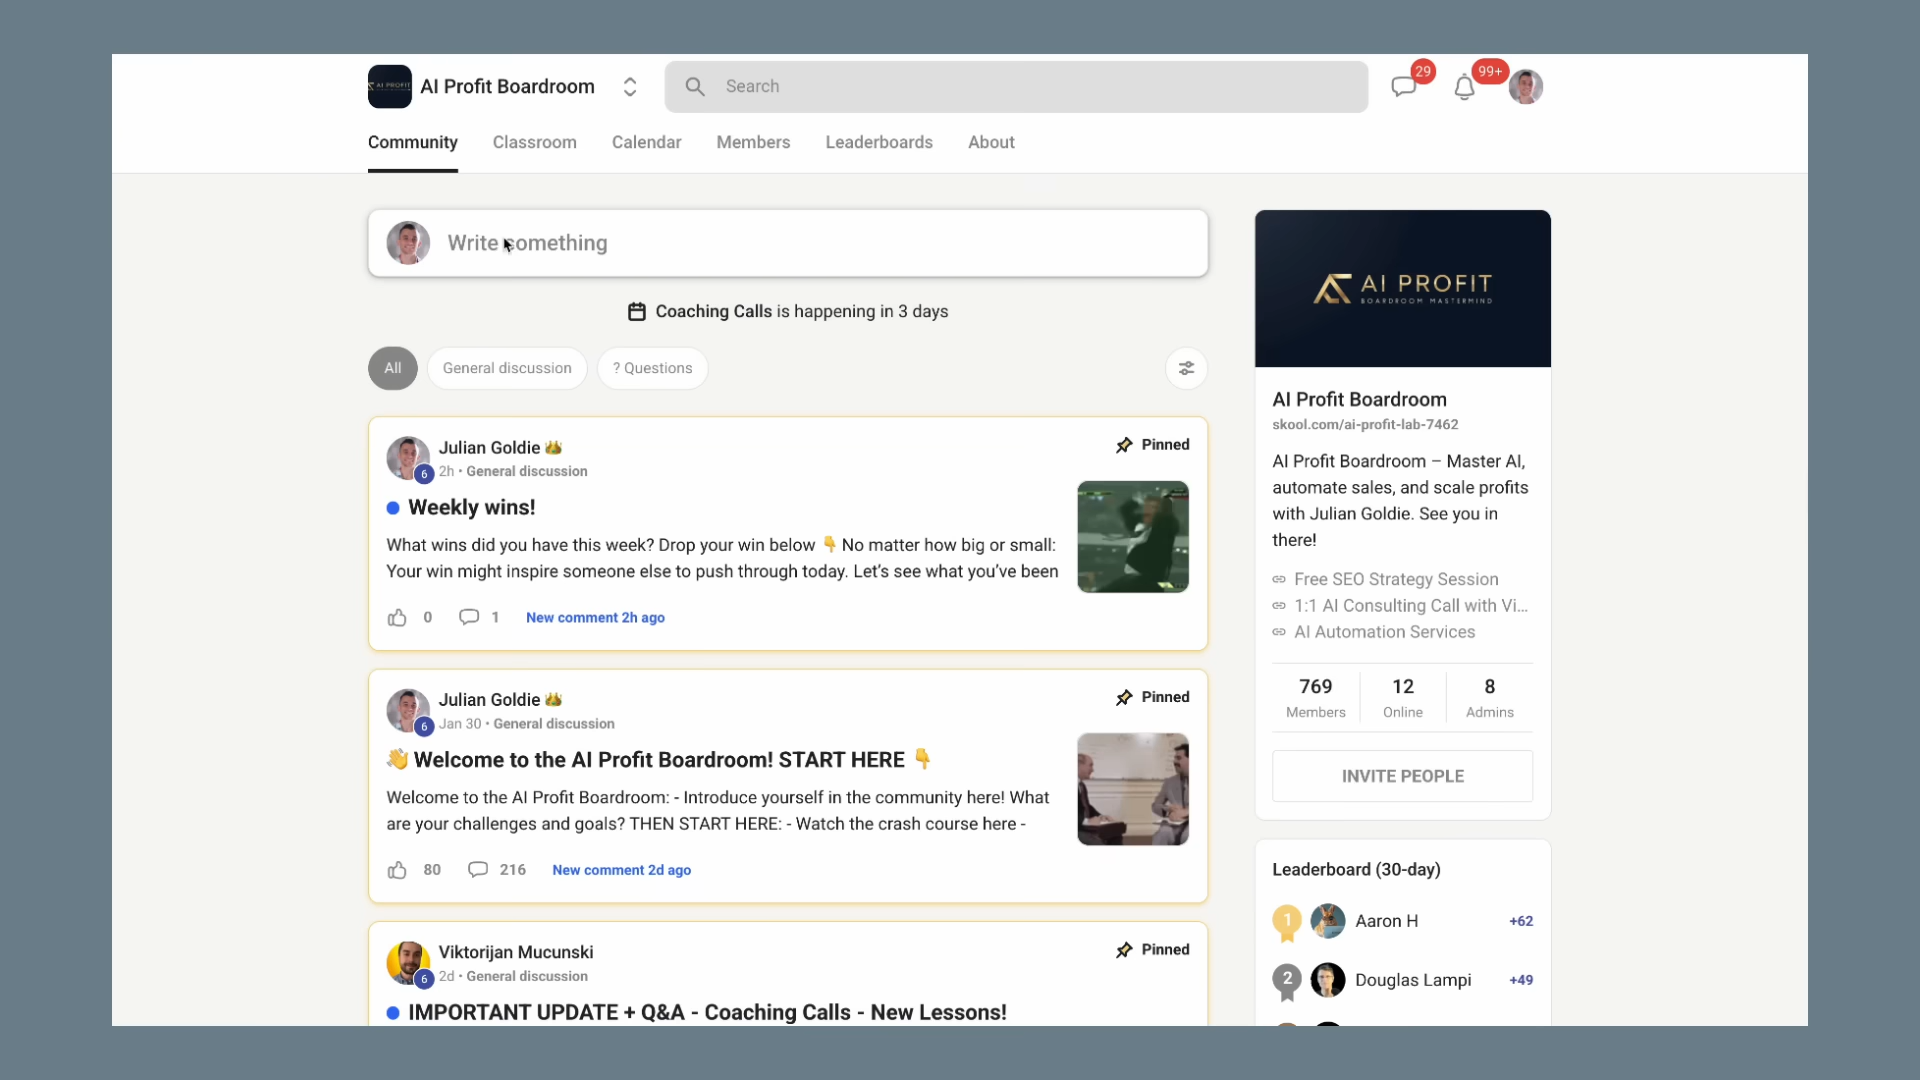 AI PROFIT
AI Profit Boardroom
Search
29
99+
Community
Classroom
Calendar
Members
Leaderboards
About
Write something
Coaching Calls is happening in 3 days
All
General discussion
? Questions
Julian Goldie
Pinned
6
2h • General discussion
Weekly wins!
What wins did you have this week? Drop your win below 👇 No matter how big or small:
Your win might inspire someone else to push through today. Let's see what you've been
0
1
New comment 2h ago
Julian Goldie
Pinned
6
Jan 30 • General discussion
👋 Welcome to the AI Profit Boardroom! START HERE 👇
Welcome to the AI Profit Boardroom: - Introduce yourself in the community here! What
are your challenges and goals? THEN START HERE: - Watch the crash course here -
80
216
New comment 2d ago
Viktorijan Mucunski
Pinned
6
2d • General discussion
IMPORTANT UPDATE + Q&A - Coaching Calls - New Lessons!
AI PROFIT
BOARDROOM MASTERMIND
AI Profit Boardroom
skool.com/ai-profit-lab-7462
AI Profit Boardroom – Master AI,
automate sales, and scale profits
with Julian Goldie. See you in
there!
Free SEO Strategy Session
1:1 AI Consulting Call with Vi...
AI Automation Services
769
Members
12
Online
8
Admins
INVITE PEOPLE
Leaderboard (30-day)
1
Aaron H
+62
2
Douglas Lampi
+49